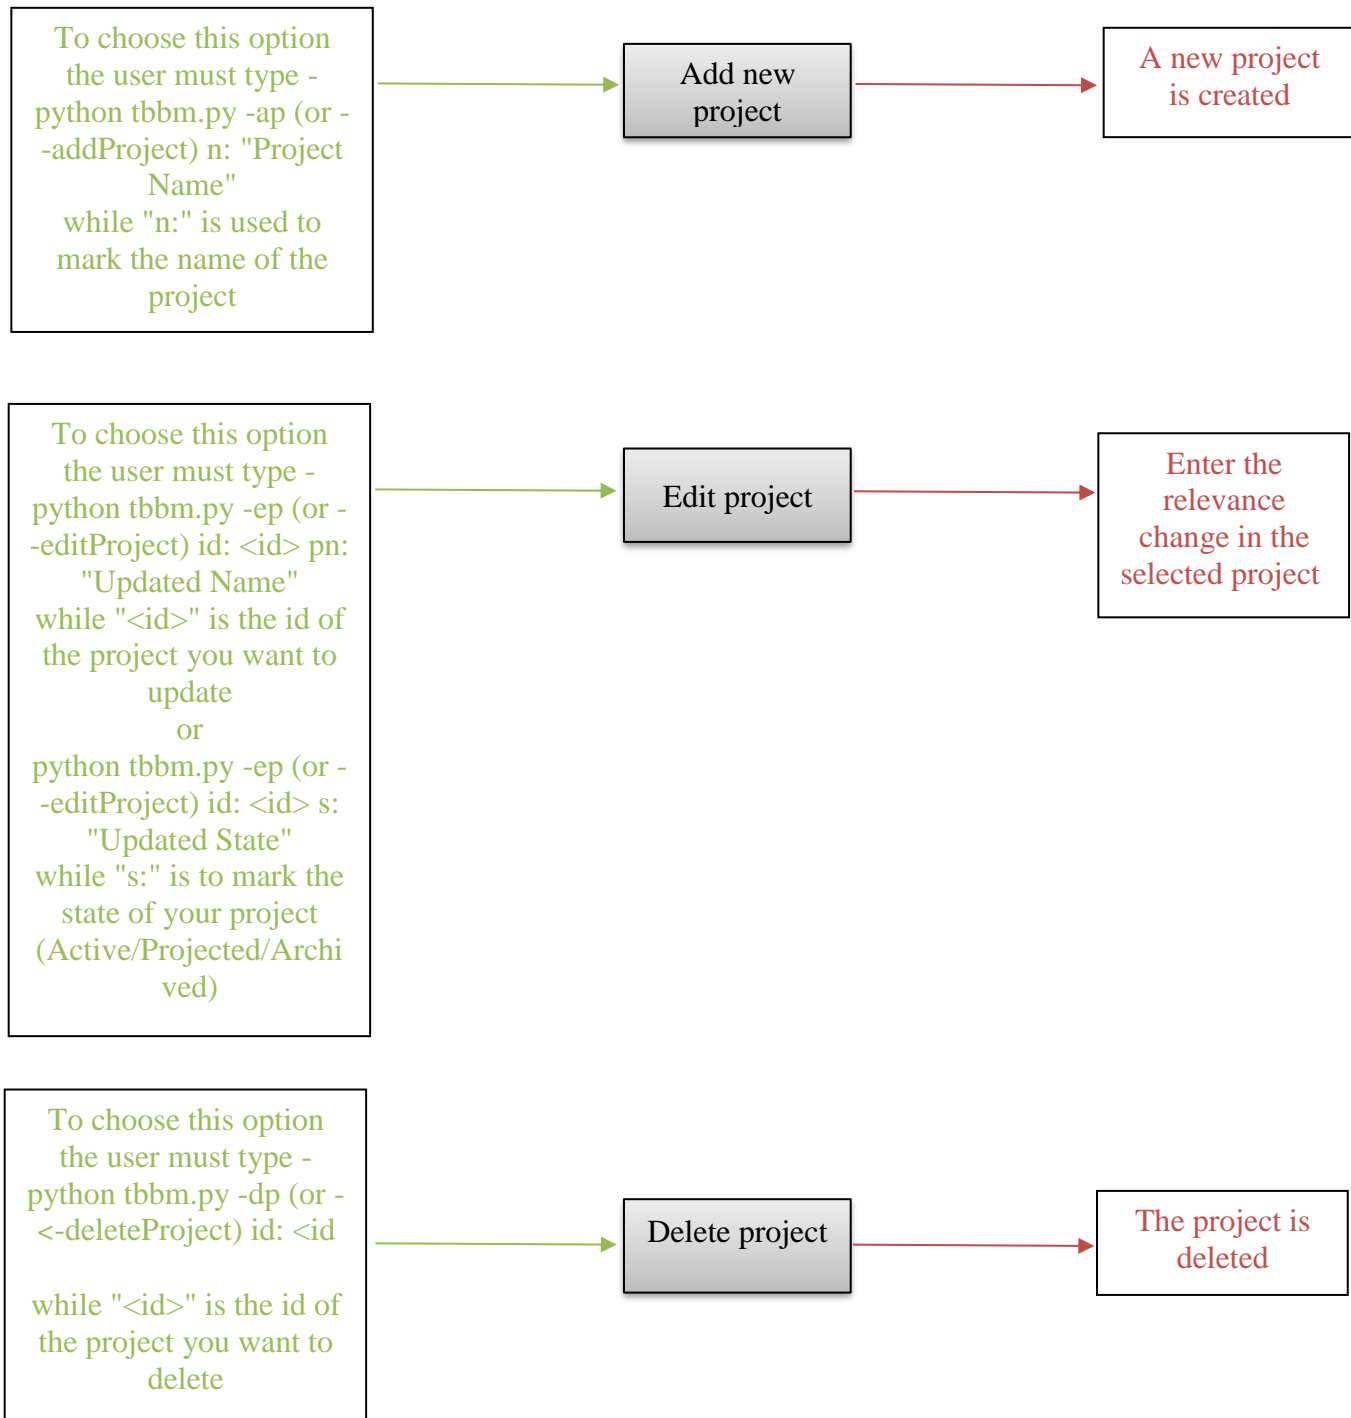 To choose this option
the user must type -
python tbbm.py -ap (or -
-addProject) n: "Project
Name"
while "n:" is used to
mark the name of the
project
Add new
project
A new project
is created
To choose this option
the user must type -
python tbbm.py -ep (or -
-editProject) id: <id> pn:
"Updated Name"
while "<id>" is the id of
the project you want to
update
or
python tbbm.py -ep (or -
-editProject) id: <id> s:
"Updated State"
while "s:" is to mark the
state of your project
(Active/Projected/Archi
ved)
Edit project
Enter the
relevance
change in the
selected project
To choose this option
the user must type -
python tbbm.py -dp (or -
<-deleteProject) id: <id
while "<id>" is the id of
the project you want to
delete
Delete project
The project is
deleted